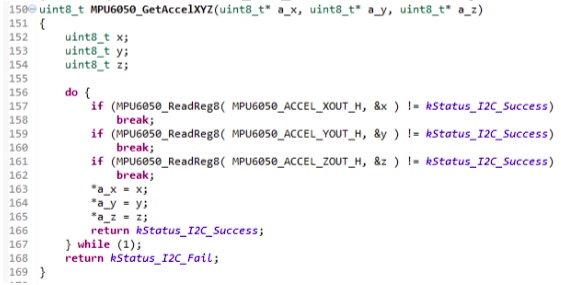 150 uint8_t MPU6050_GetAccelXYZ(uint8_t* a_x, uint8_t* a_y, uint8_t* a_z)
151 {
152     uint8_t x;
153     uint8_t y;
154     uint8_t z;
155
156     do {
157         if (MPU6050_ReadReg8( MPU6050_ACCEL_XOUT_H, &x ) != kStatus_I2C_Success)
158             break;
159         if (MPU6050_ReadReg8( MPU6050_ACCEL_YOUT_H, &y ) != kStatus_I2C_Success)
160             break;
161         if (MPU6050_ReadReg8( MPU6050_ACCEL_ZOUT_H, &z ) != kStatus_I2C_Success)
162             break;
163         *a_x = x;
164         *a_y = y;
165         *a_z = z;
166         return kStatus_I2C_Success;
167     } while (1);
168     return kStatus_I2C_Fail;
169 }